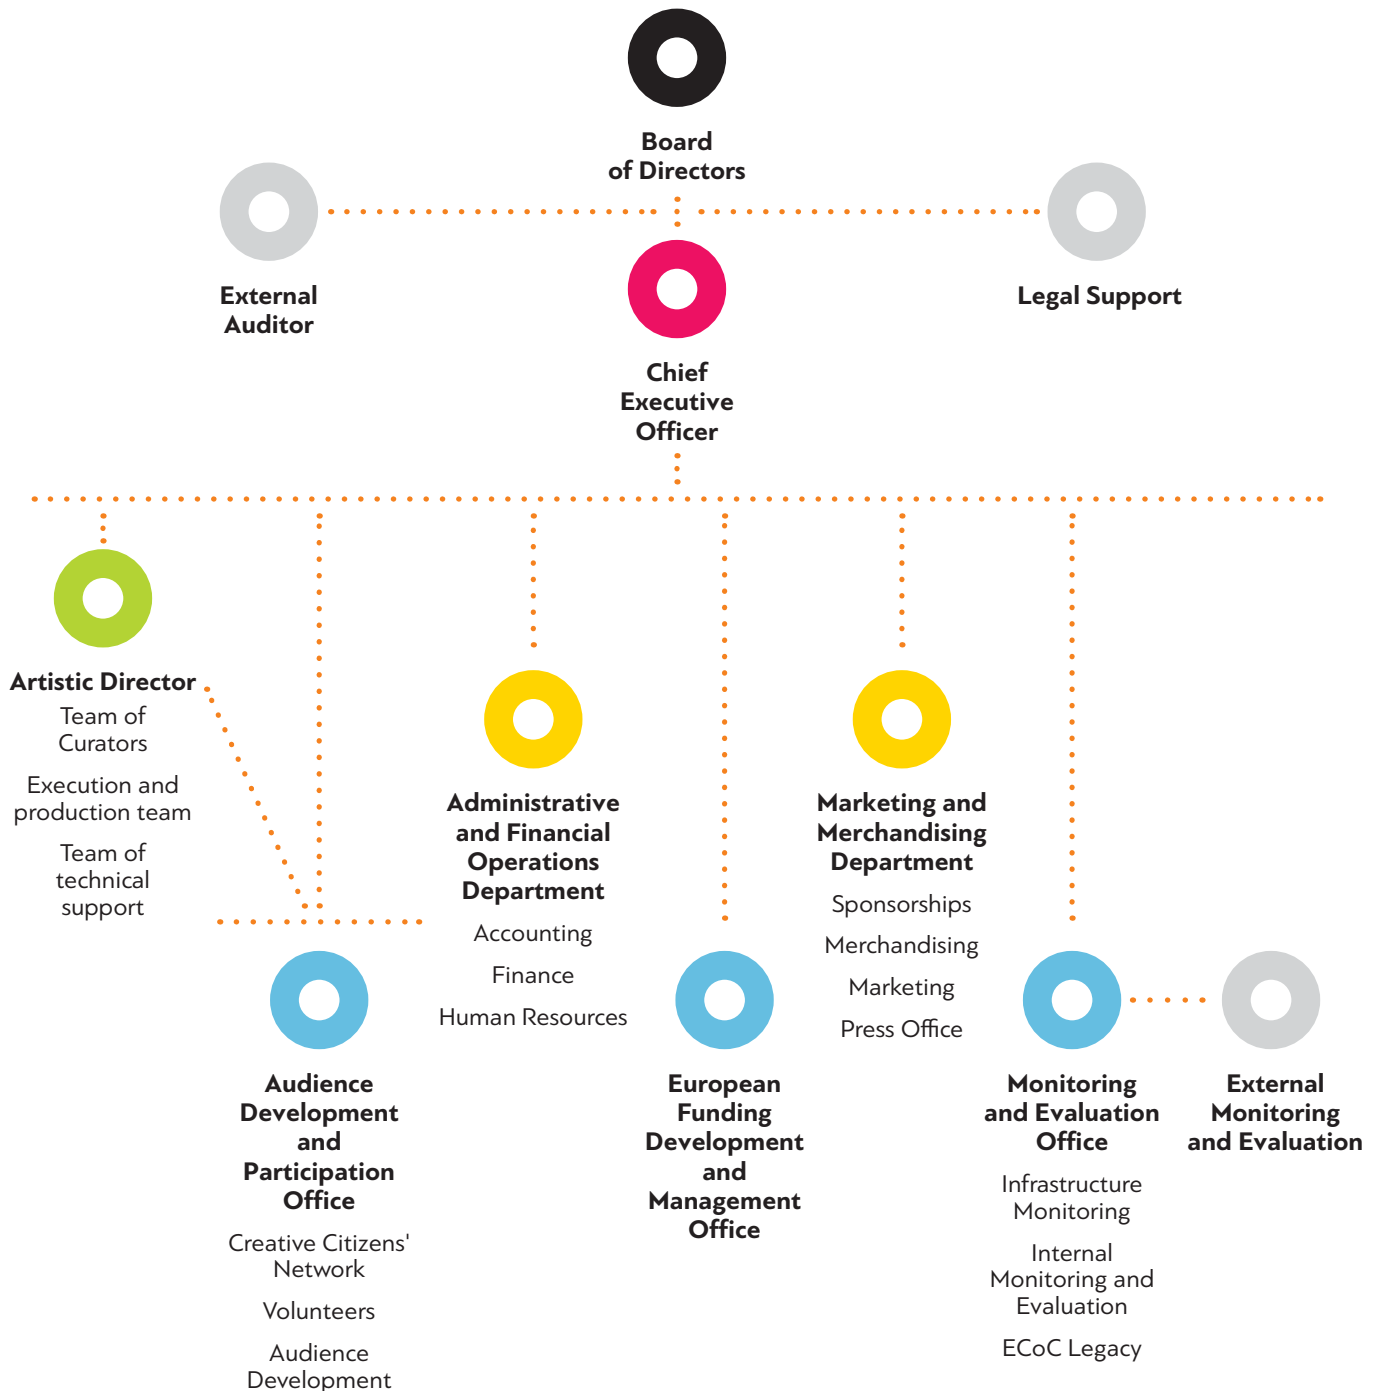 Board
of Directors
External
Auditor
Legal Support
Chief
Executive
Officer
Artistic Director
Team of
Curators
Execution and
production team
Team of
technical
support
Administrative
and Financial
Operations
Department
Accounting
Finance
Human Resources
Marketing and
Merchandising
Department
Sponsorships
Merchandising
Marketing
Press Office
Audience
Development
and
Participation
Office
Creative Citizens'
Network
Volunteers
Audience
Development
European
Funding
Development
and
Management
Office
Monitoring
and Evaluation
Office
Infrastructure
Monitoring
Internal
Monitoring and
Evaluation
ECoC Legacy
External
Monitoring
and Evaluation